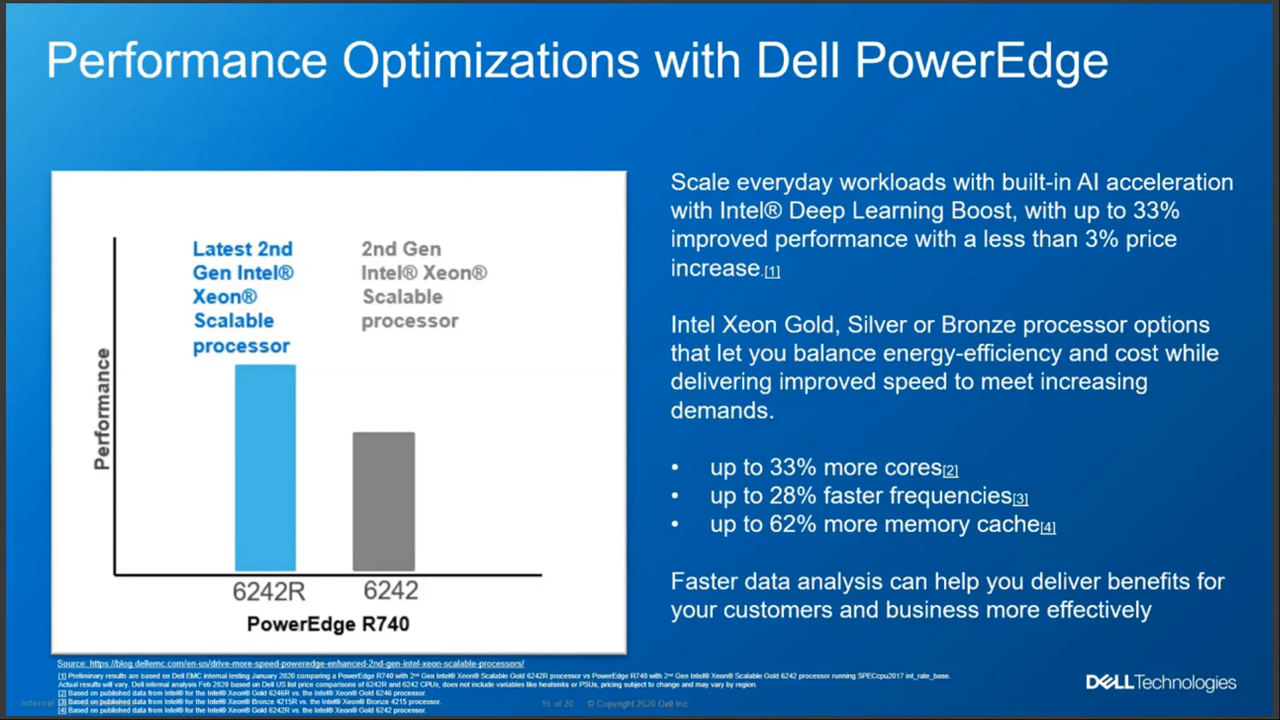 Performance Optimizations with Dell PowerEdge
Latest 2nd
Gen Intel®
Xeon®
Scalable
processor
2nd Gen
Intel® Xeon®
Scalable
processor
Performance
6242R
6242
PowerEdge R740
Scale everyday workloads with built-in AI acceleration
with Intel® Deep Learning Boost, with up to 33%
improved performance with a less than 3% price
increase.[1]
Intel Xeon Gold, Silver or Bronze processor options
that let you balance energy-efficiency and cost while
delivering improved speed to meet increasing
demands.
• up to 33% more cores[2]
• up to 28% faster frequencies[3]
• up to 62% more memory cache[4]
Faster data analysis can help you deliver benefits for
your customers and business more effectively
Source: https://blog.dellemc.com/en-us/drive-more-speed-poweredge-enhanced-2nd-gen-intel-xeon-scalable-processors/
[1] Preliminary results are based on Dell EMC internal testing January 2020 comparing a PowerEdge R740 with 2nd Gen Intel® Xeon® Scalable Gold 6242R processor vs PowerEdge R740 with 2nd Gen Intel® Xeon® Scalable Gold 6242 processor running SPECcpu2017 int_rate_base.
Actual results will vary. Dell internal analysis Feb 2020 based on Dell US list price comparisons of 6242R and 6242 CPUs, does not include variables like heatsinks or PSUs, pricing subject to change and may vary by region.
[2] Based on published data from Intel® for the Intel® Xeon® Gold 6246R vs. the Intel® Xeon® Gold 6246 processor.
[3] Based on published data from Intel® for the Intel® Xeon® Bronze 4215R vs. the Intel® Xeon® Bronze 4215 processor.
[4] Based on published data from Intel® for the Intel® Xeon® Gold 6242R vs. the Intel® Xeon® Gold 6242 processor.
Internal
16 of 20
© Copyright 2020 Dell Inc
DELLTechnologies